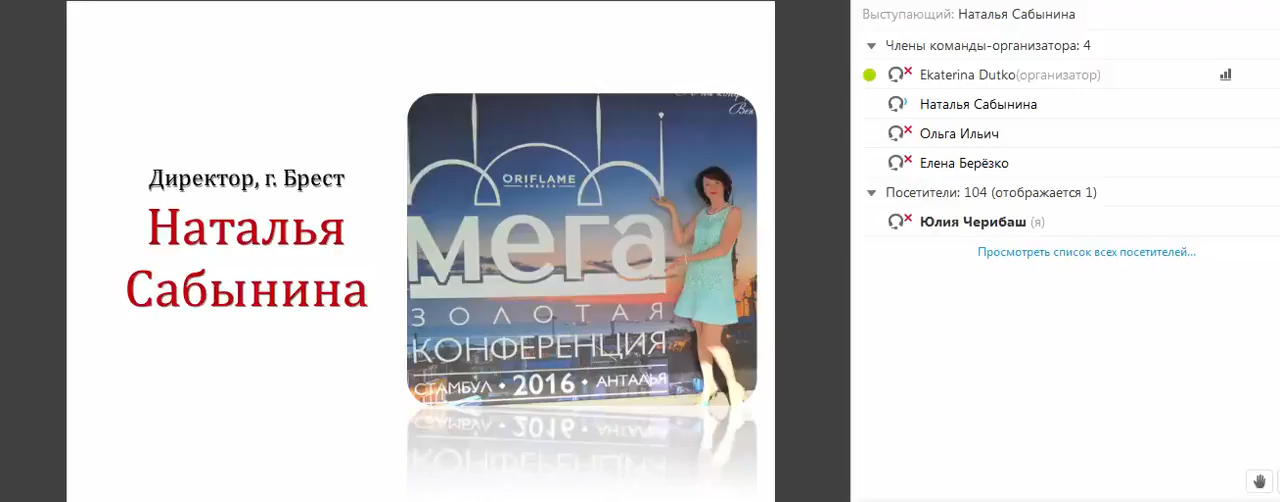 Директор, г. Брест
Наталья
Сабынина
Вен
ORIFLAME
SWEDEN
мега
ЗОЛОТАЯ
КОНФЕРЕНЦИЯ
СТАМБУЛ • 2016 • АНТАЛЬЯ
Выступающий: Наталья Сабынина
Члены команды-организатора: 4
Ekaterina Dutko(организатор)
Наталья Сабынина
Ольга Ильич
Елена Берёзко
Посетители: 104 (отображается 1)
Юлия Черибаш (я)
Просмотреть список всех посетителей...